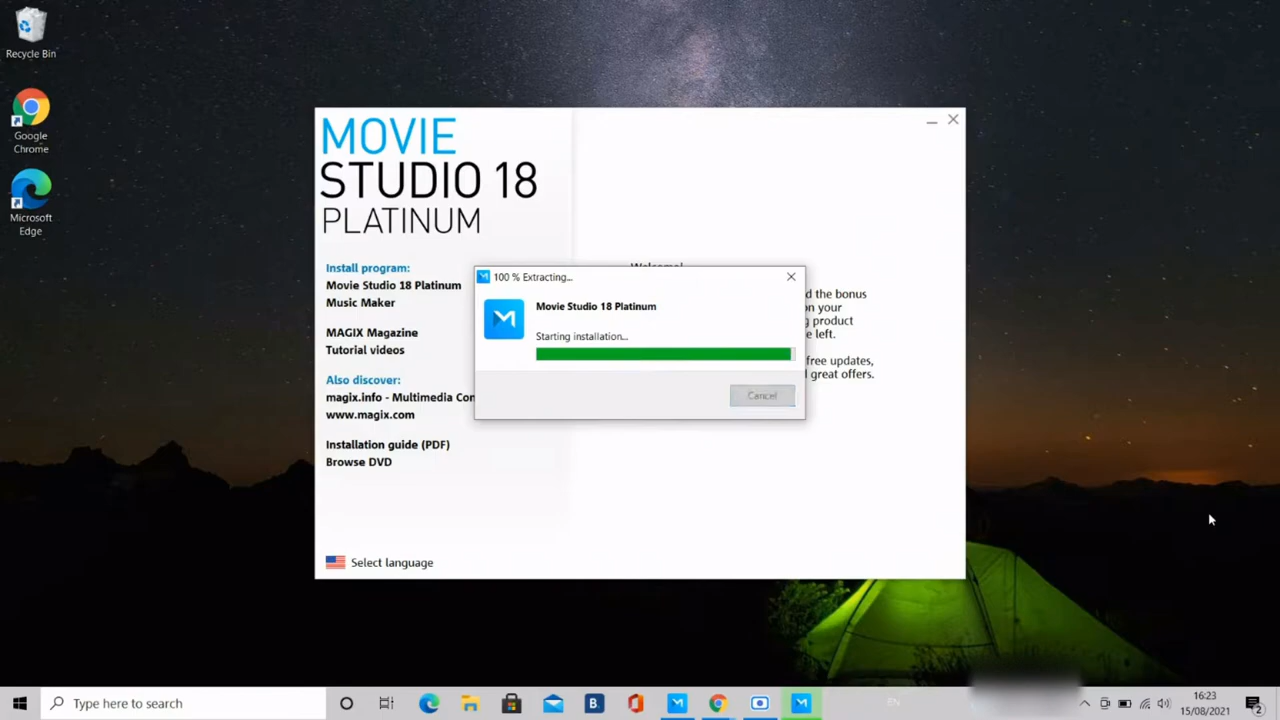 Recycle Bin
Google
Chrome
Microsoft
Edge
MOVIE
STUDIO 18
PLATINUM
Install program:
Movie Studio 18 Platinum
Music Maker
MAGIX Magazine
Tutorial videos
Also discover:
magix.info - Multimedia Con
www.magix.com
Installation guide (PDF)
Browse DVD
Select language
Welcome!
d the bonus
on your
g product
e left.
free updates,
l great offers.
100 % Extracting...
Movie Studio 18 Platinum
Starting installation...
Cancel
Type here to search
B.
EN
16:23
15/08/2021
2